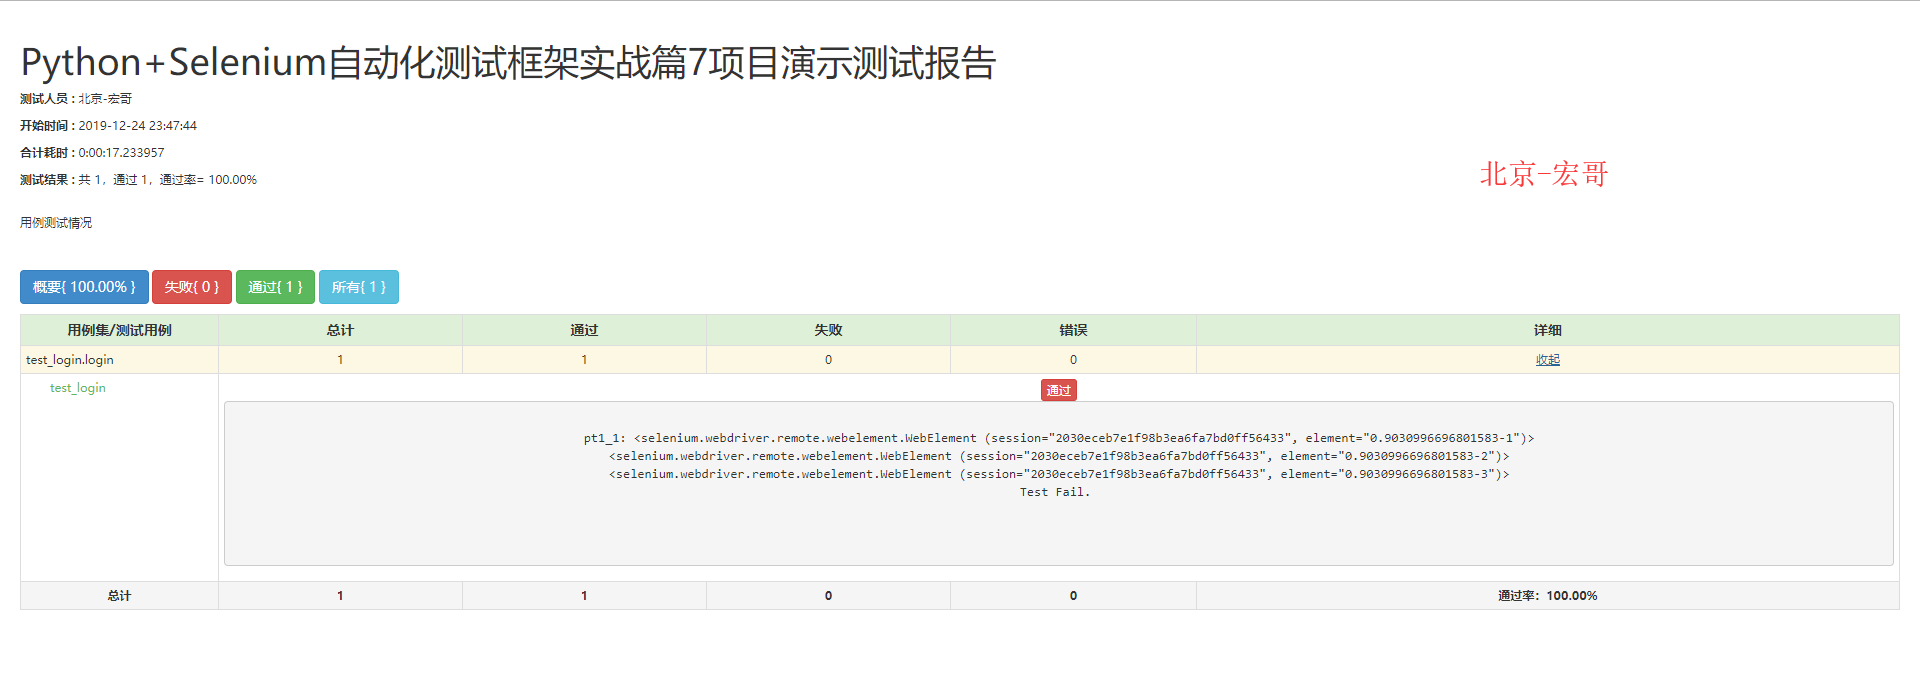 Python+Selenium自动化测试框架实战篇7项目演示测试报告
测试人员 : 北京-宏哥
开始时间 : 2019-12-24 23:47:44
合计耗时 : 0:00:17.233957
测试结果 : 共 1，通过 1，通过率= 100.00%
北京-宏哥
用例测试情况
概要{ 100.00% } 失败{ 0 } 通过{ 1 } 所有{ 1 }
用例集/测试用例 总计 通过 失败 错误 详细
test_login.login 1 1 0 0 收起
test_login 通过
pt1_1: <selenium.webdriver.remote.webelement.WebElement (session="2030eceb7e1f98b3ea6fa7bd0ff56433", element="0.9030996696801583-1")>
<selenium.webdriver.remote.webelement.WebElement (session="2030eceb7e1f98b3ea6fa7bd0ff56433", element="0.9030996696801583-2")>
<selenium.webdriver.remote.webelement.WebElement (session="2030eceb7e1f98b3ea6fa7bd0ff56433", element="0.9030996696801583-3")>
Test Fail.
总计 1 1 0 0 通过率：100.00%